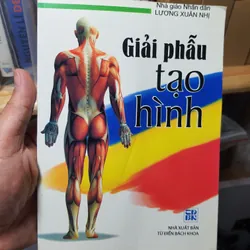 Nhà giáo Nhân dân
LƯƠNG XUÂN NHỊ
Giải phẫu
tạo
hình
NHÀ XUẤT BẢN
TỪ ĐIỂN BÁCH KHOA